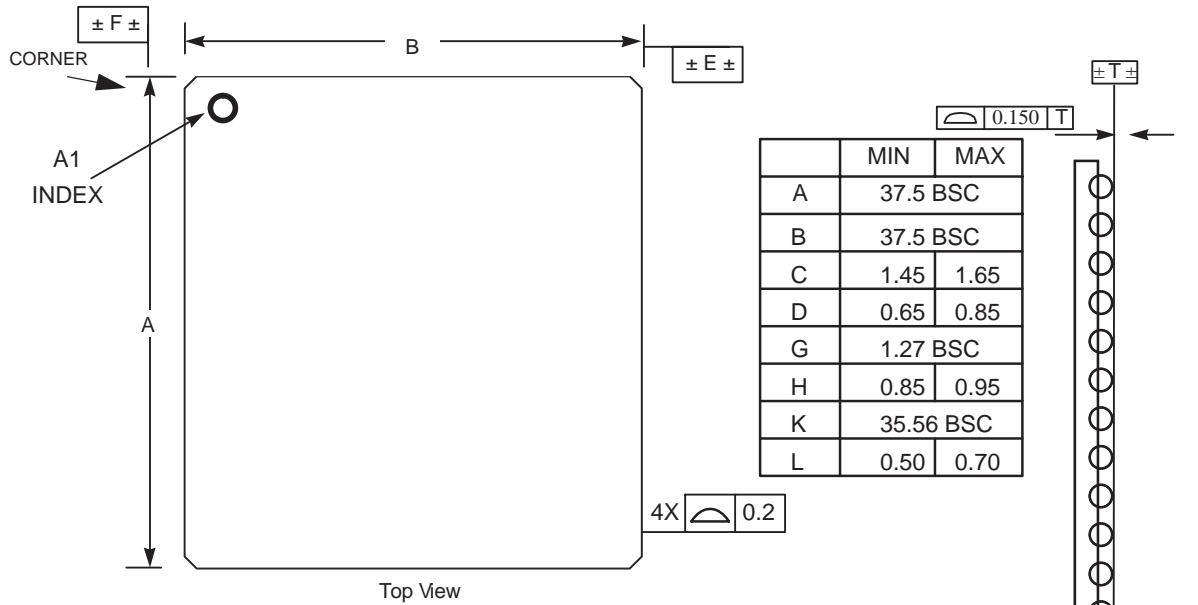 ± F ±
B
CORNER
± E ±
± T ±
0.150 T
A1
INDEX
MIN MAX
A 37.5 BSC
B 37.5 BSC
C 1.45 1.65
D 0.65 0.85
G 1.27 BSC
H 0.85 0.95
K 35.56 BSC
L 0.50 0.70
A
4X 0.2
Top View